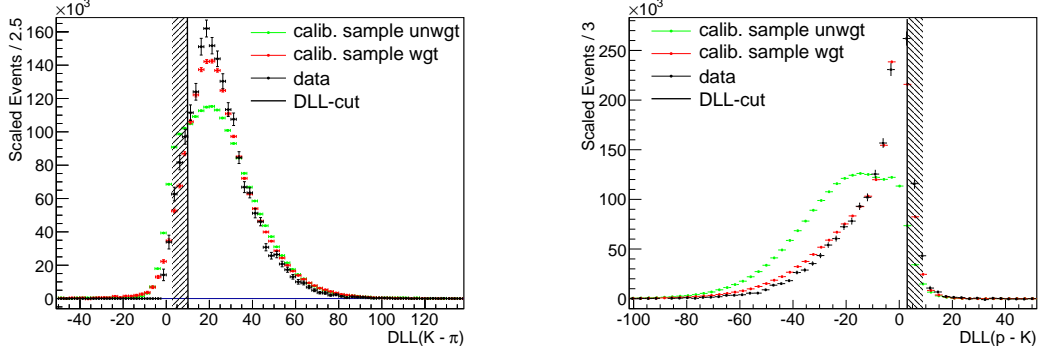 ×10³
Scaled Events / 2.5
160
140
120
100
80
60
40
20
0
calib. sample unwgt
calib. sample wgt
data
DLL-cut
-40 -20 0 20 40 60 80 100 120
DLL(K - π)
×10³
Scaled Events / 3
250
200
150
100
50
0
calib. sample unwgt
calib. sample wgt
data
DLL-cut
-100 -80 -60 -40 -20 0 20 40
DLL(p - K)